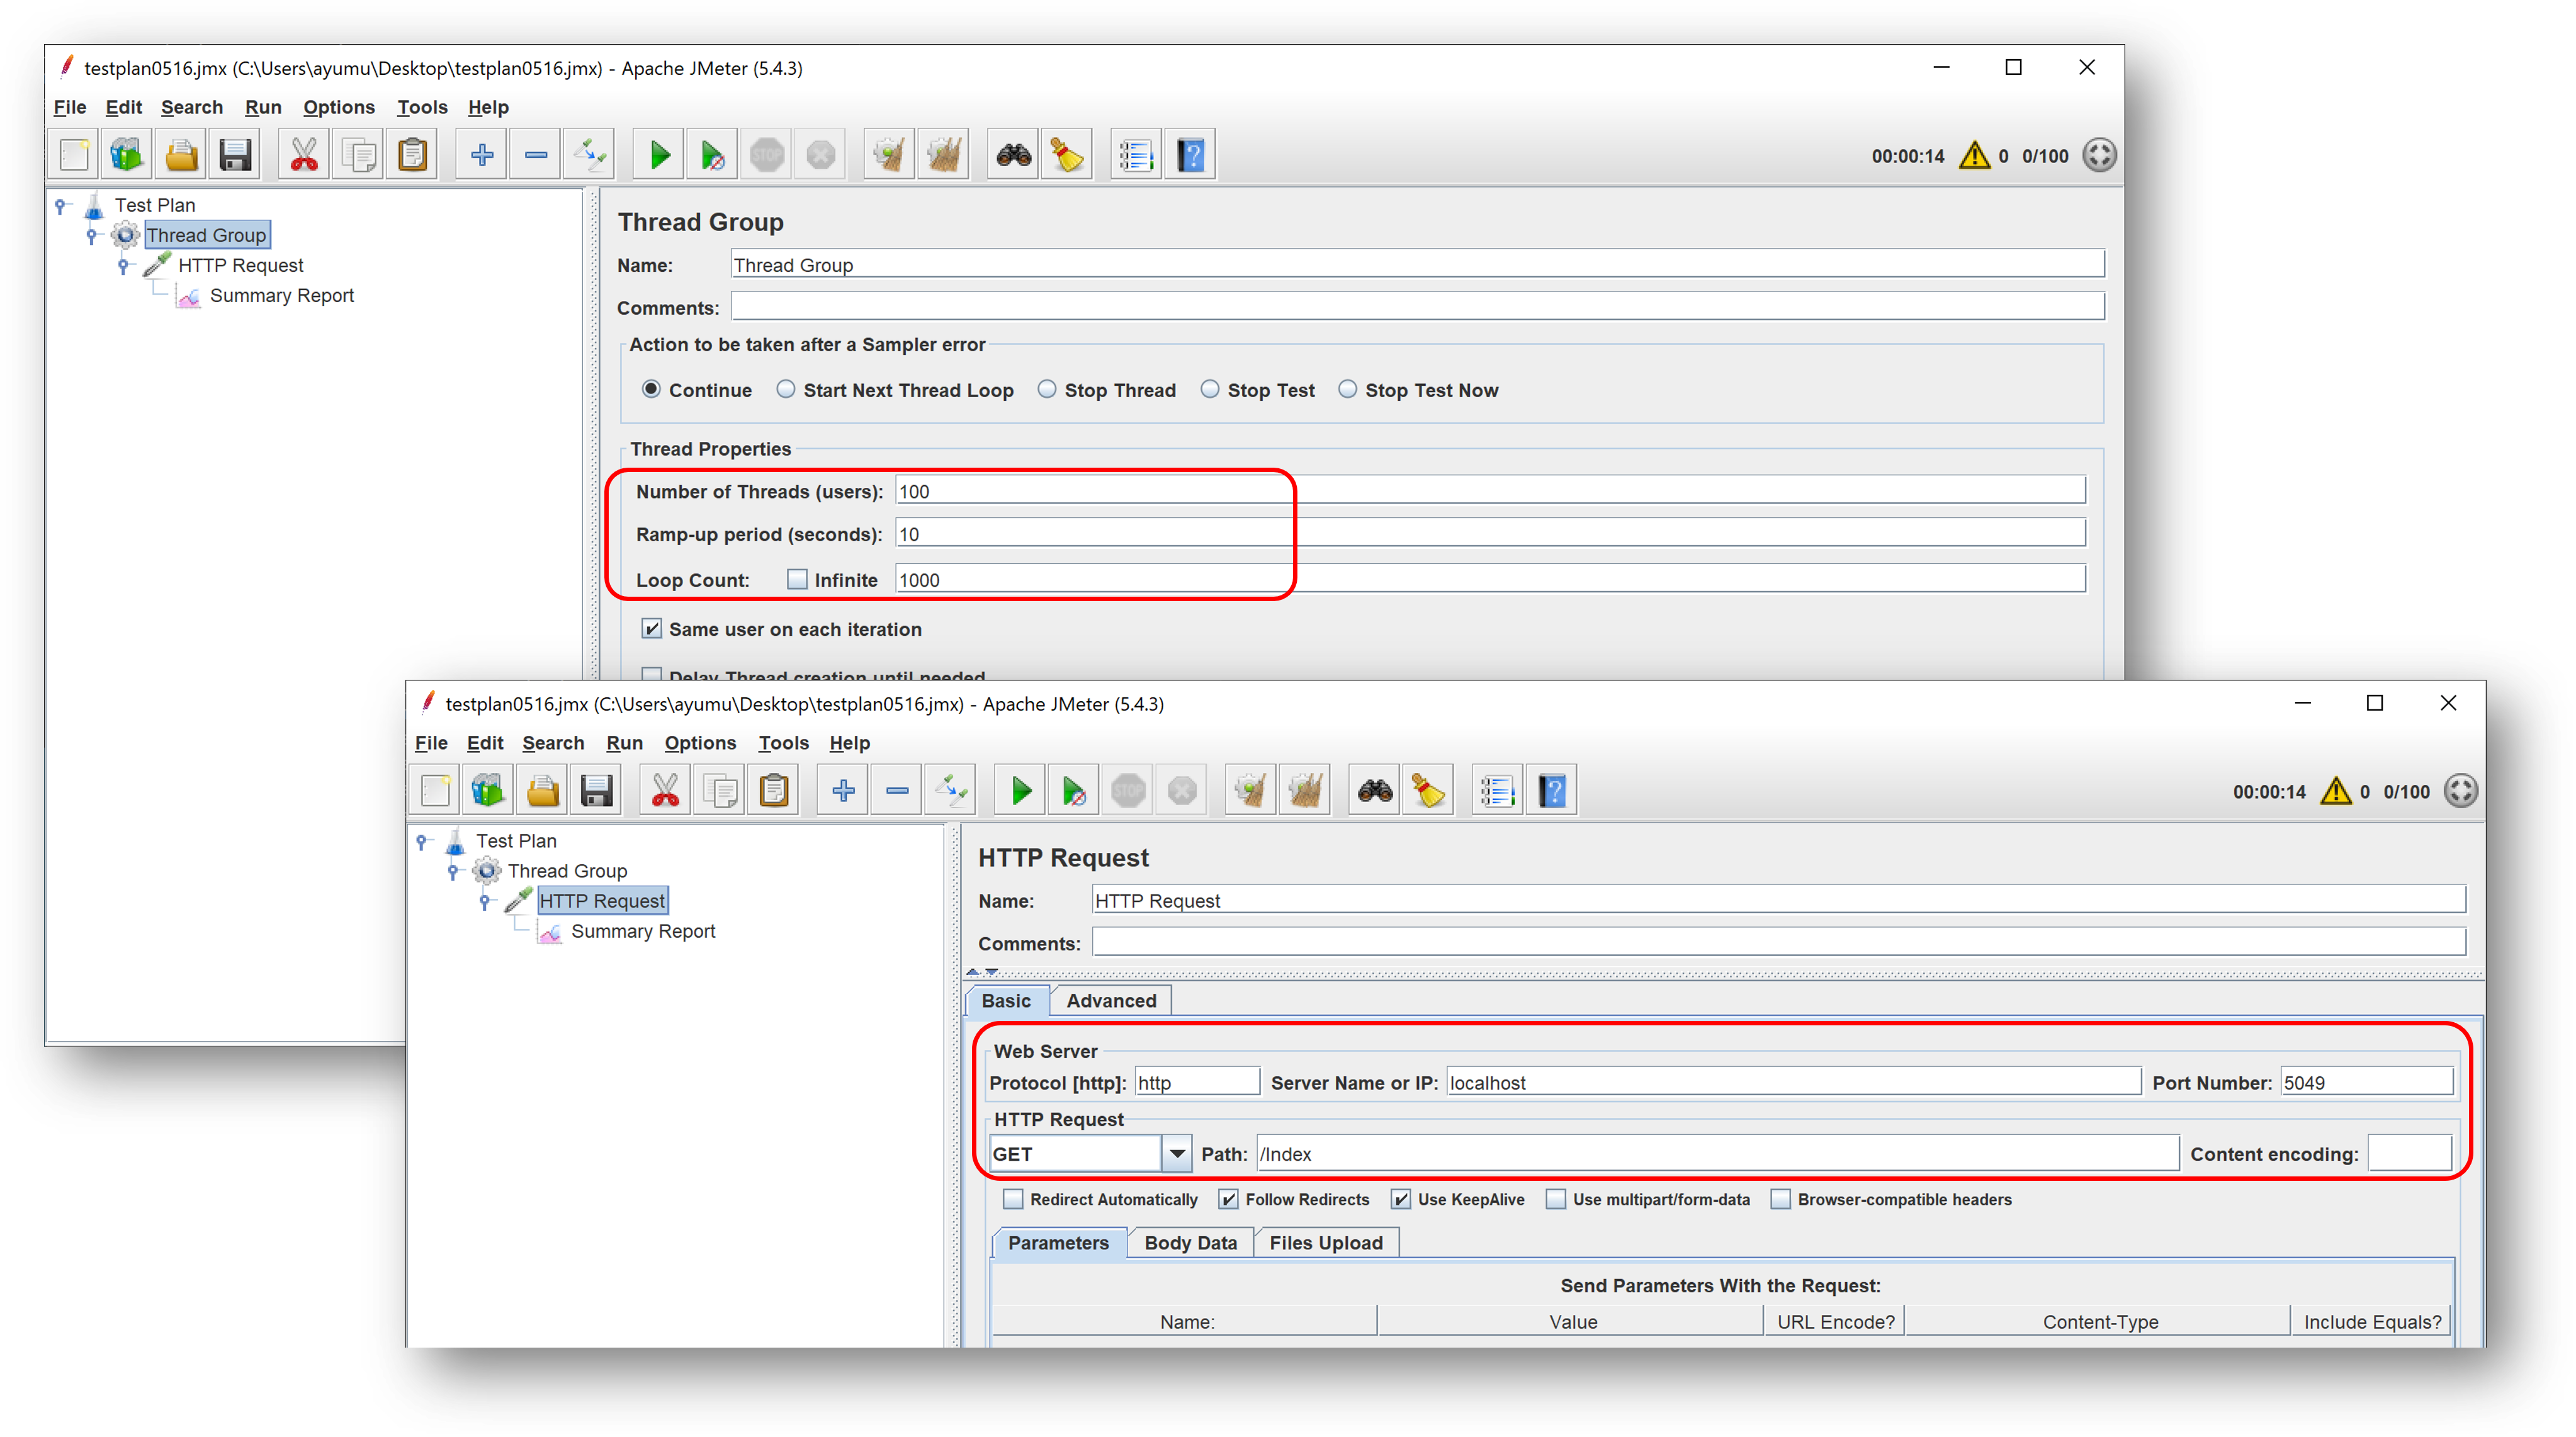 testplan0516.jmx (C:\Users\ayumu\Desktop\testplan0516.jmx) - Apache JMeter (5.4.3)
File Edit Search Run Options Tools Help
STOP
00:00:14 0 0/100
Test Plan
Thread Group
HTTP Request
Summary Report
Thread Group
Name: Thread Group
Comments:
Action to be taken after a Sampler error
Continue Start Next Thread Loop Stop Thread Stop Test Stop Test Now
Thread Properties
Number of Threads (users): 100
Ramp-up period (seconds): 10
Loop Count: Infinite 1000
Same user on each iteration
Delay Thread creation until needed
testplan0516.jmx (C:\Users\ayumu\Desktop\testplan0516.jmx) - Apache JMeter (5.4.3)
File Edit Search Run Options Tools Help
STOP
00:00:14 0 0/100
Test Plan
Thread Group
HTTP Request
Summary Report
HTTP Request
Name: HTTP Request
Comments:
Basic Advanced
Web Server
Protocol [http]: http Server Name or IP: localhost Port Number: 5049
HTTP Request
GET Path: /Index Content encoding:
Redirect Automatically Follow Redirects Use KeepAlive Use multipart/form-data Browser-compatible headers
Parameters Body Data Files Upload
Send Parameters With the Request:
Name: Value URL Encode? Content-Type Include Equals?